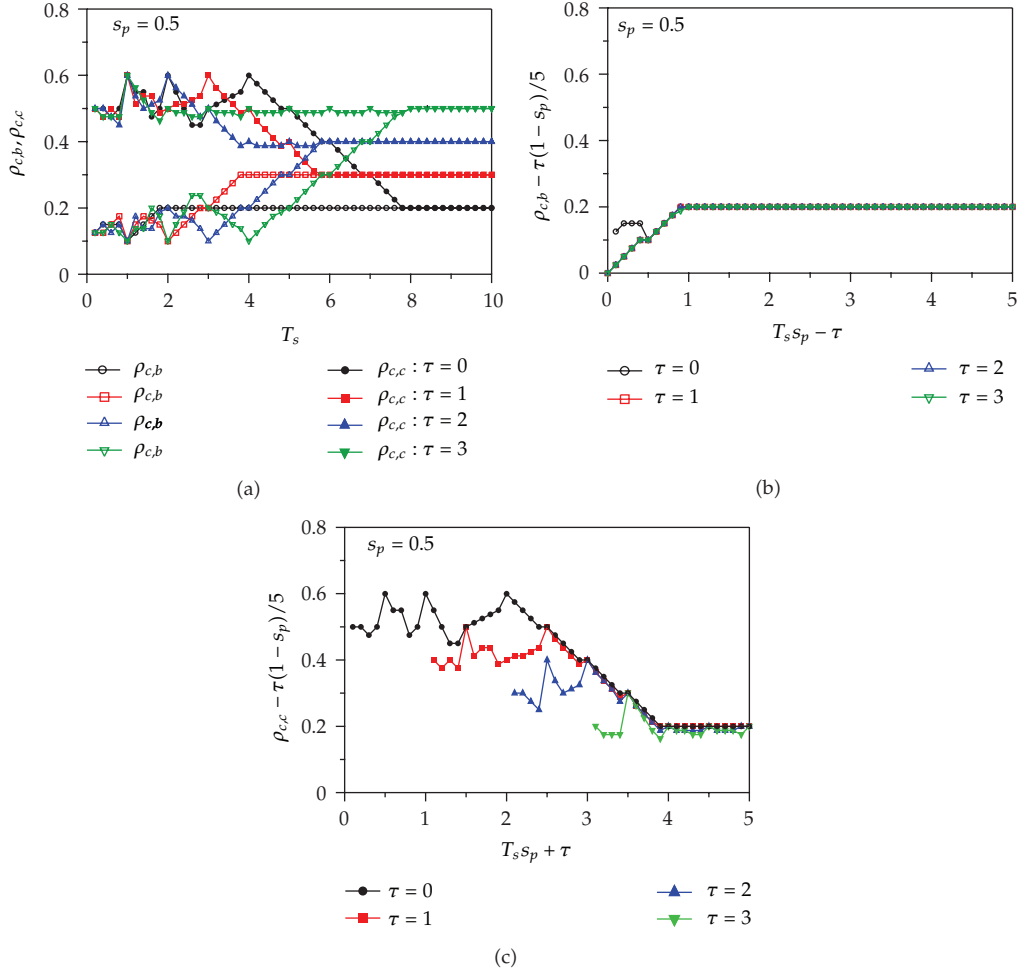 0.8
0.6
0.4
0.2
0
s_p = 0.5
ρ_{c,b}, ρ_{c,c}
0 2 4 6 8 10
T_s
ρ_{c,b}
ρ_{c,b}
ρ_{c,b}
ρ_{c,b}
ρ_{c,c} : τ = 0
ρ_{c,c} : τ = 1
ρ_{c,c} : τ = 2
ρ_{c,c} : τ = 3
(a)
0.8
0.6
0.4
0.2
0
s_p = 0.5
ρ_{c,b} − τ(1 − s_p)/5
0 1 2 3 4 5
T_s s_p − τ
τ = 0
τ = 1
τ = 2
τ = 3
(b)
0.8
0.6
0.4
0.2
0
s_p = 0.5
ρ_{c,c} − τ(1 − s_p)/5
0 1 2 3 4 5
T_s s_p + τ
τ = 0
τ = 1
τ = 2
τ = 3
(c)